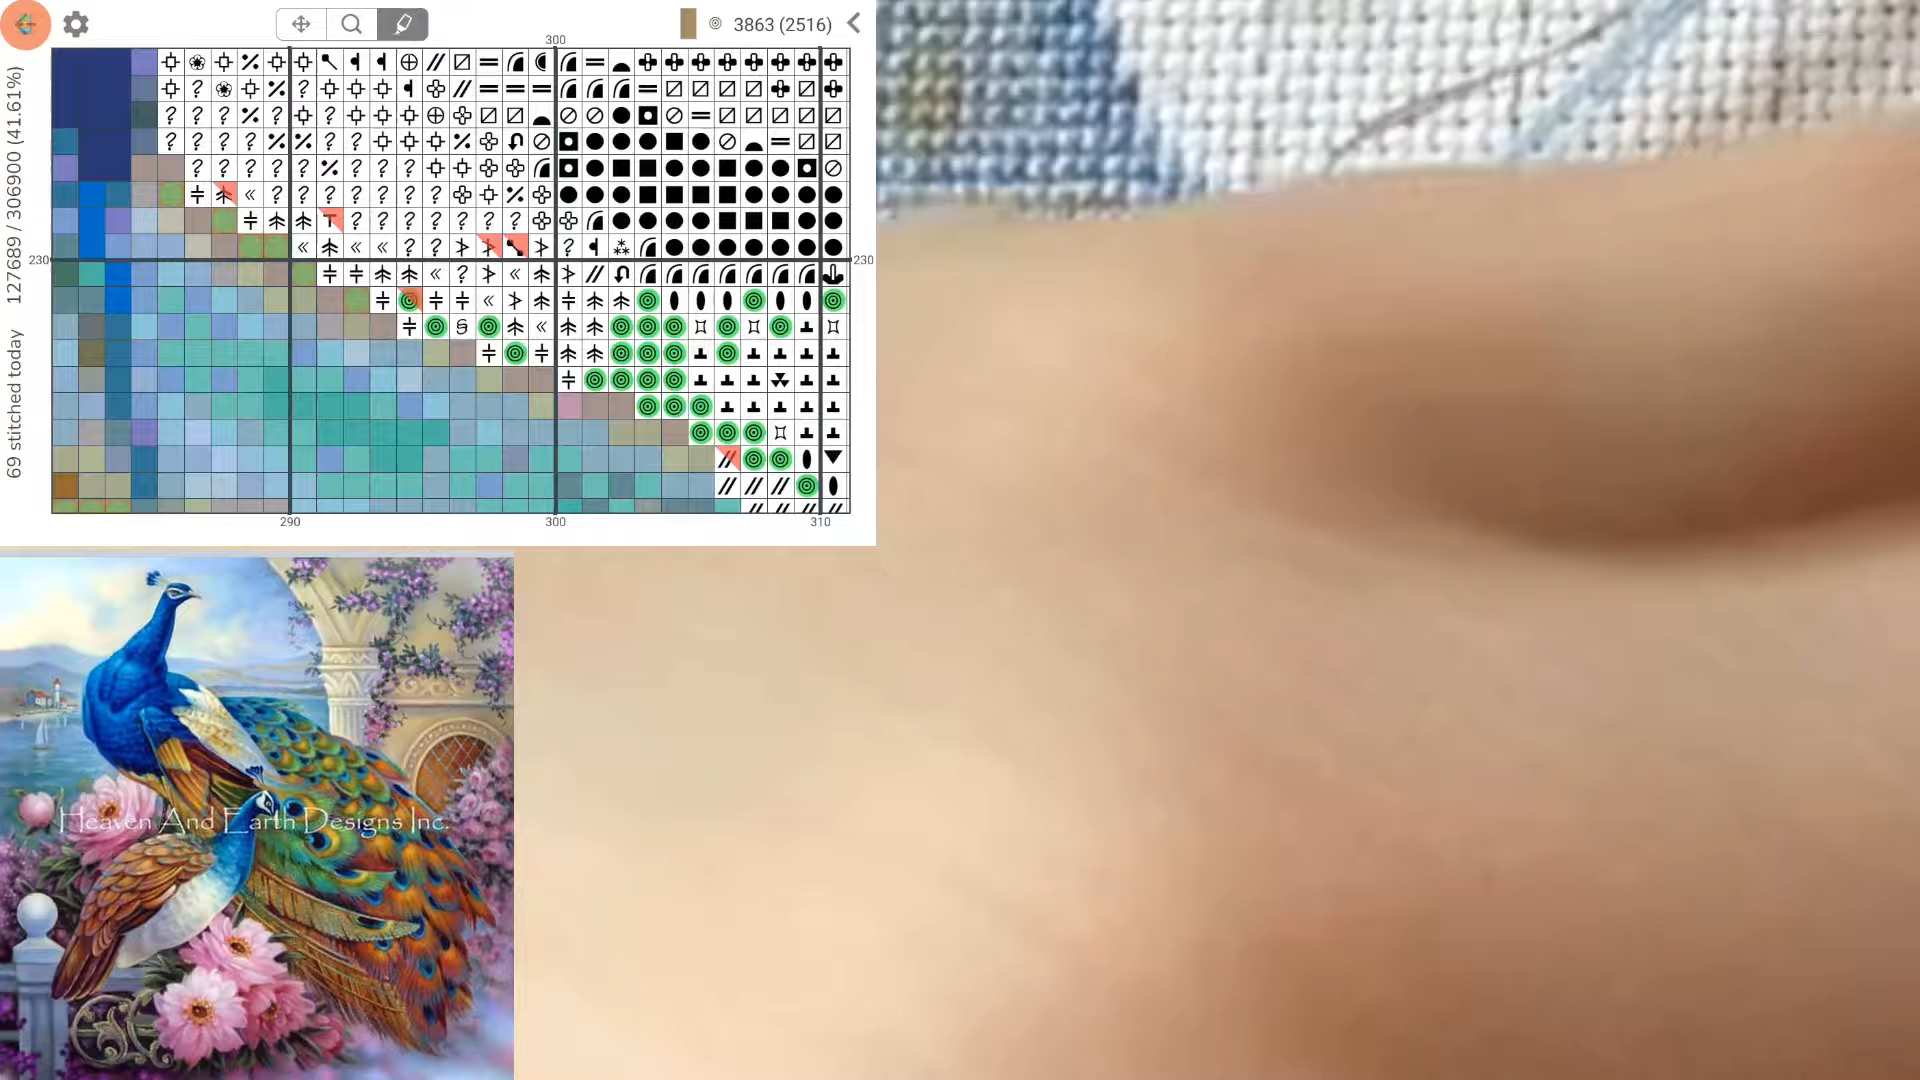 3863 (2516)
300
127689 / 306900 (41.61%)
69 stitched today
230
230
290
300
310
Heaven And Earth Designs Inc.